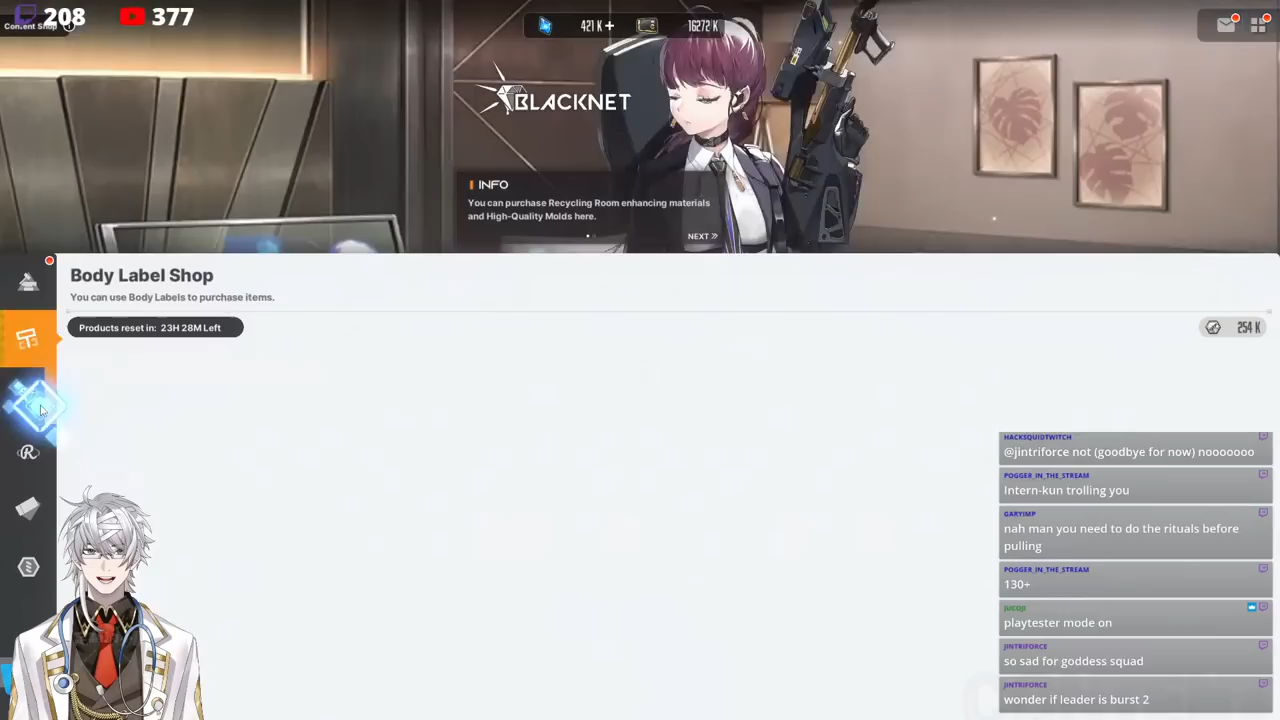 208
377
Content Shop
421 K +
16272 K
BLACKNET
INFO
You can purchase Recycling Room enhancing materials
and High-Quality Molds here.
NEXT >>
Body Label Shop
You can use Body Labels to purchase items.
Products reset in: 23H 28M Left
254 K
HACKSQUIDTWITCH
@jintriforce not (goodbye for now) nooooooo
POGGER_IN_THE_STREAM
Intern-kun trolling you
GARYIMP
nah man you need to do the rituals before
pulling
POGGER_IN_THE_STREAM
130+
JUICOJI
playtester mode on
JINTRIFORCE
so sad for goddess squad
JINTRIFORCE
wonder if leader is burst 2